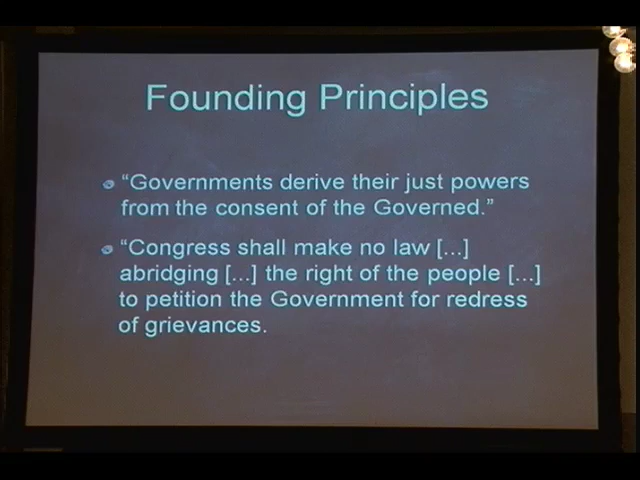 Founding Principles
“Governments derive their just powers
from the consent of the Governed.”
“Congress shall make no law [...]
abridging [...] the right of the people [...]
to petition the Government for redress
of grievances.